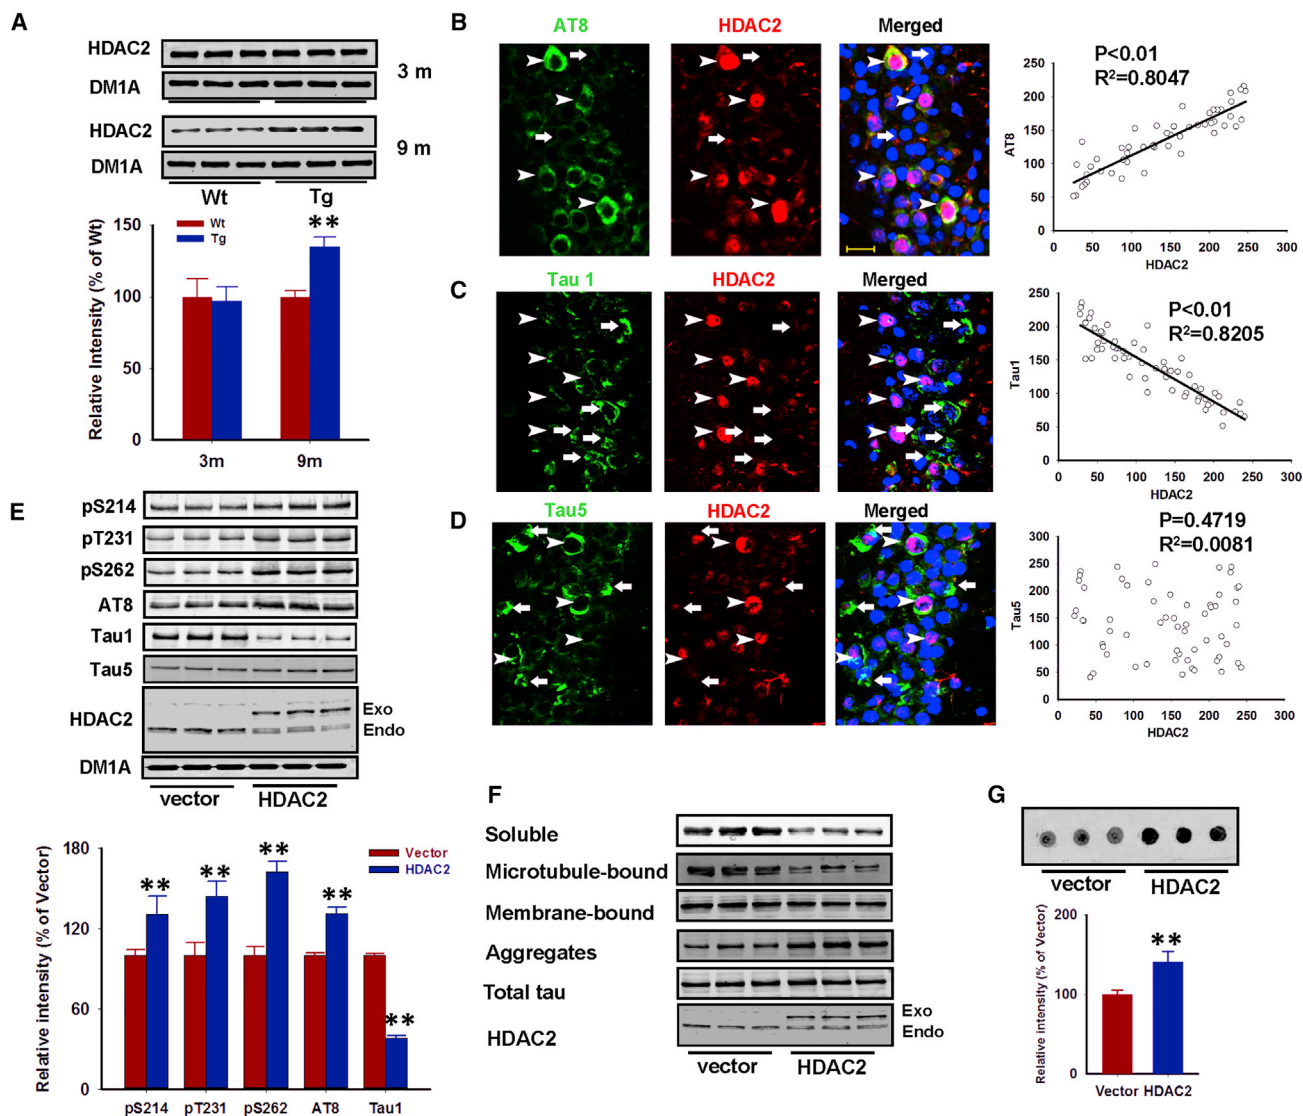 A
HDAC2
DM1A
3 m
HDAC2
DM1A
9 m
Wt Tg
Relative Intensity (% of Wt)
150
100
50
0
Wt
Tg
**
3m 9m
B
AT8 HDAC2 Merged
P<0.01
R²=0.8047
AT8
250
200
150
100
50
0
0 50 100 150 200 250 300
HDAC2
C
Tau 1 HDAC2 Merged
P<0.01
R²=0.8205
Tau1
250
200
150
100
50
0
0 50 100 150 200 250 300
HDAC2
D
Tau5 HDAC2 Merged
P=0.4719
R²=0.0081
Tau5
300
250
200
150
100
50
0
0 50 100 150 200 250 300
HDAC2
E
pS214
pT231
pS262
AT8
Tau1
Tau5
HDAC2
Exo
Endo
DM1A
vector HDAC2
Relative intensity (% of Vector)
180
120
60
0
Vector
HDAC2
** ** ** ** **
pS214 pT231 pS262 AT8 Tau1
F
Soluble
Microtubule-bound
Membrane-bound
Aggregates
Total tau
HDAC2
Exo
Endo
vector HDAC2
G
vector HDAC2
Relative intensity (% of Vector)
200
100
0
**
Vector HDAC2